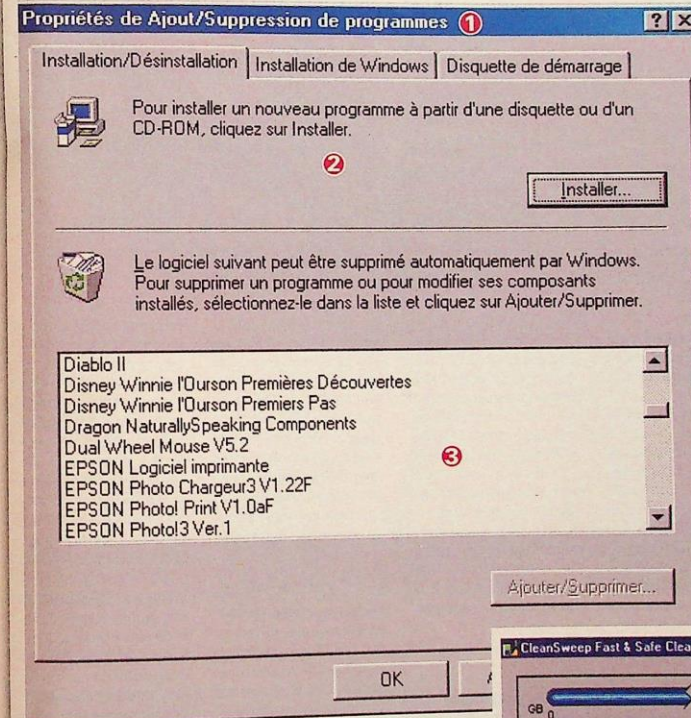 Propriétés de Ajout/Suppression de programmes 1
Installation/Désinstallation Installation de Windows Disquette de démarrage
Pour installer un nouveau programme à partir d'une disquette ou d'un
CD-ROM, cliquez sur Installer.
2
Installer...
Le logiciel suivant peut être supprimé automatiquement par Windows.
Pour supprimer un programme ou pour modifier ses composants
installés, sélectionnez-le dans la liste et cliquez sur Ajouter/Supprimer.
Diablo II
Disney Winnie l'Ourson Premières Découvertes
Disney Winnie l'Ourson Premiers Pas
Dragon NaturallySpeaking Components
Dual Wheel Mouse V5.2
3
EPSON Logiciel imprimante
EPSON Photo Chargeur3 V1.22F
EPSON Photo! Print V1.0aF
EPSON Photo!3 Ver.1
Ajouter/Supprimer...
OK
CleanSweep Fast & Safe
GB 0